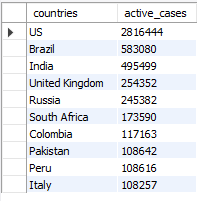 countries active_cases
US 2816444
Brazil 583080
India 495499
United Kingdom 254352
Russia 245382
South Africa 173590
Colombia 117163
Pakistan 108642
Peru 108616
Italy 108257